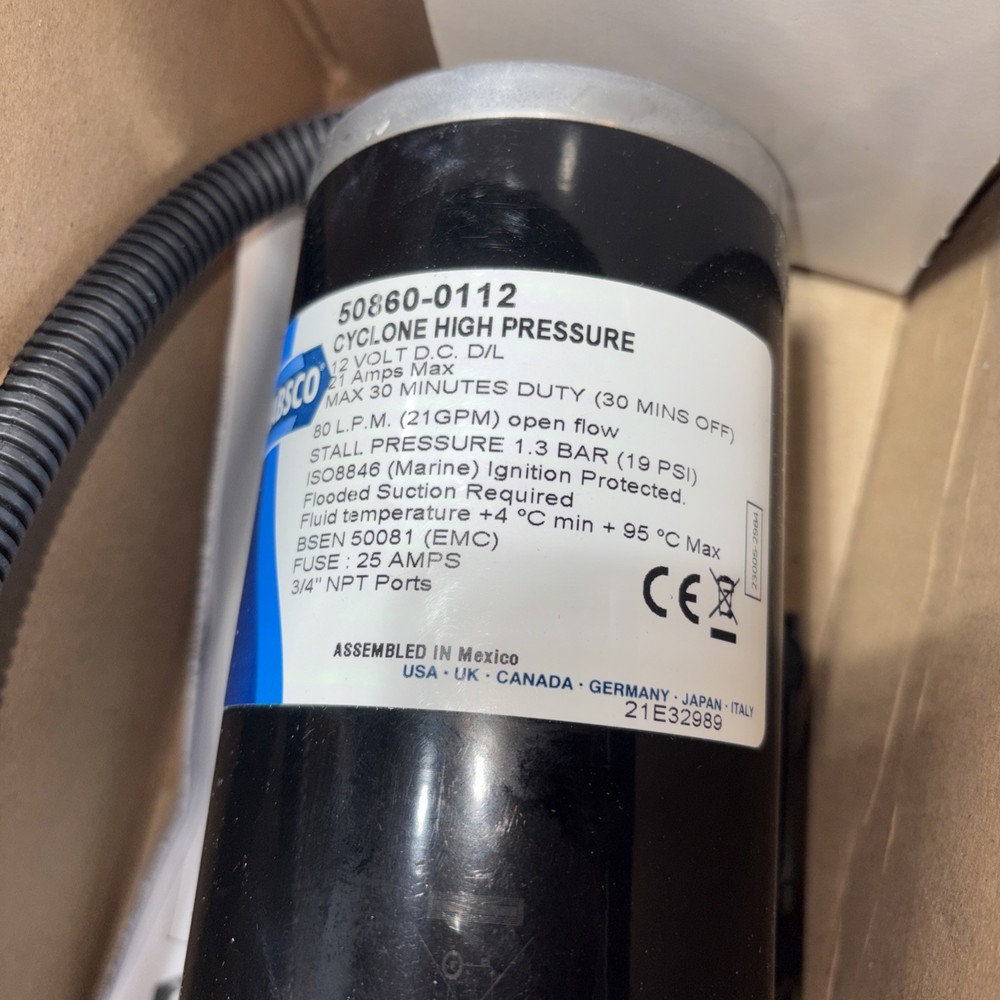 50860-0112
CYCLONE HIGH PRESSURE
12 VOLT D.C. D/L
21 Amps Max
MAX 30 MINUTES DUTY (30 MINS OFF)
80 L.P.M. (21GPM) open flow
STALL PRESSURE 1.3 BAR (19 PSI)
ISO8846 (Marine) Ignition Protected.
Flooded Suction Required
Fluid temperature +4 °C min + 95 °C Max
BSEN 50081 (EMC)
FUSE : 25 AMPS
3/4" NPT Ports
CE
ASSEMBLED IN Mexico
USA · UK · CANADA · GERMANY · JAPAN · ITALY
21E32989